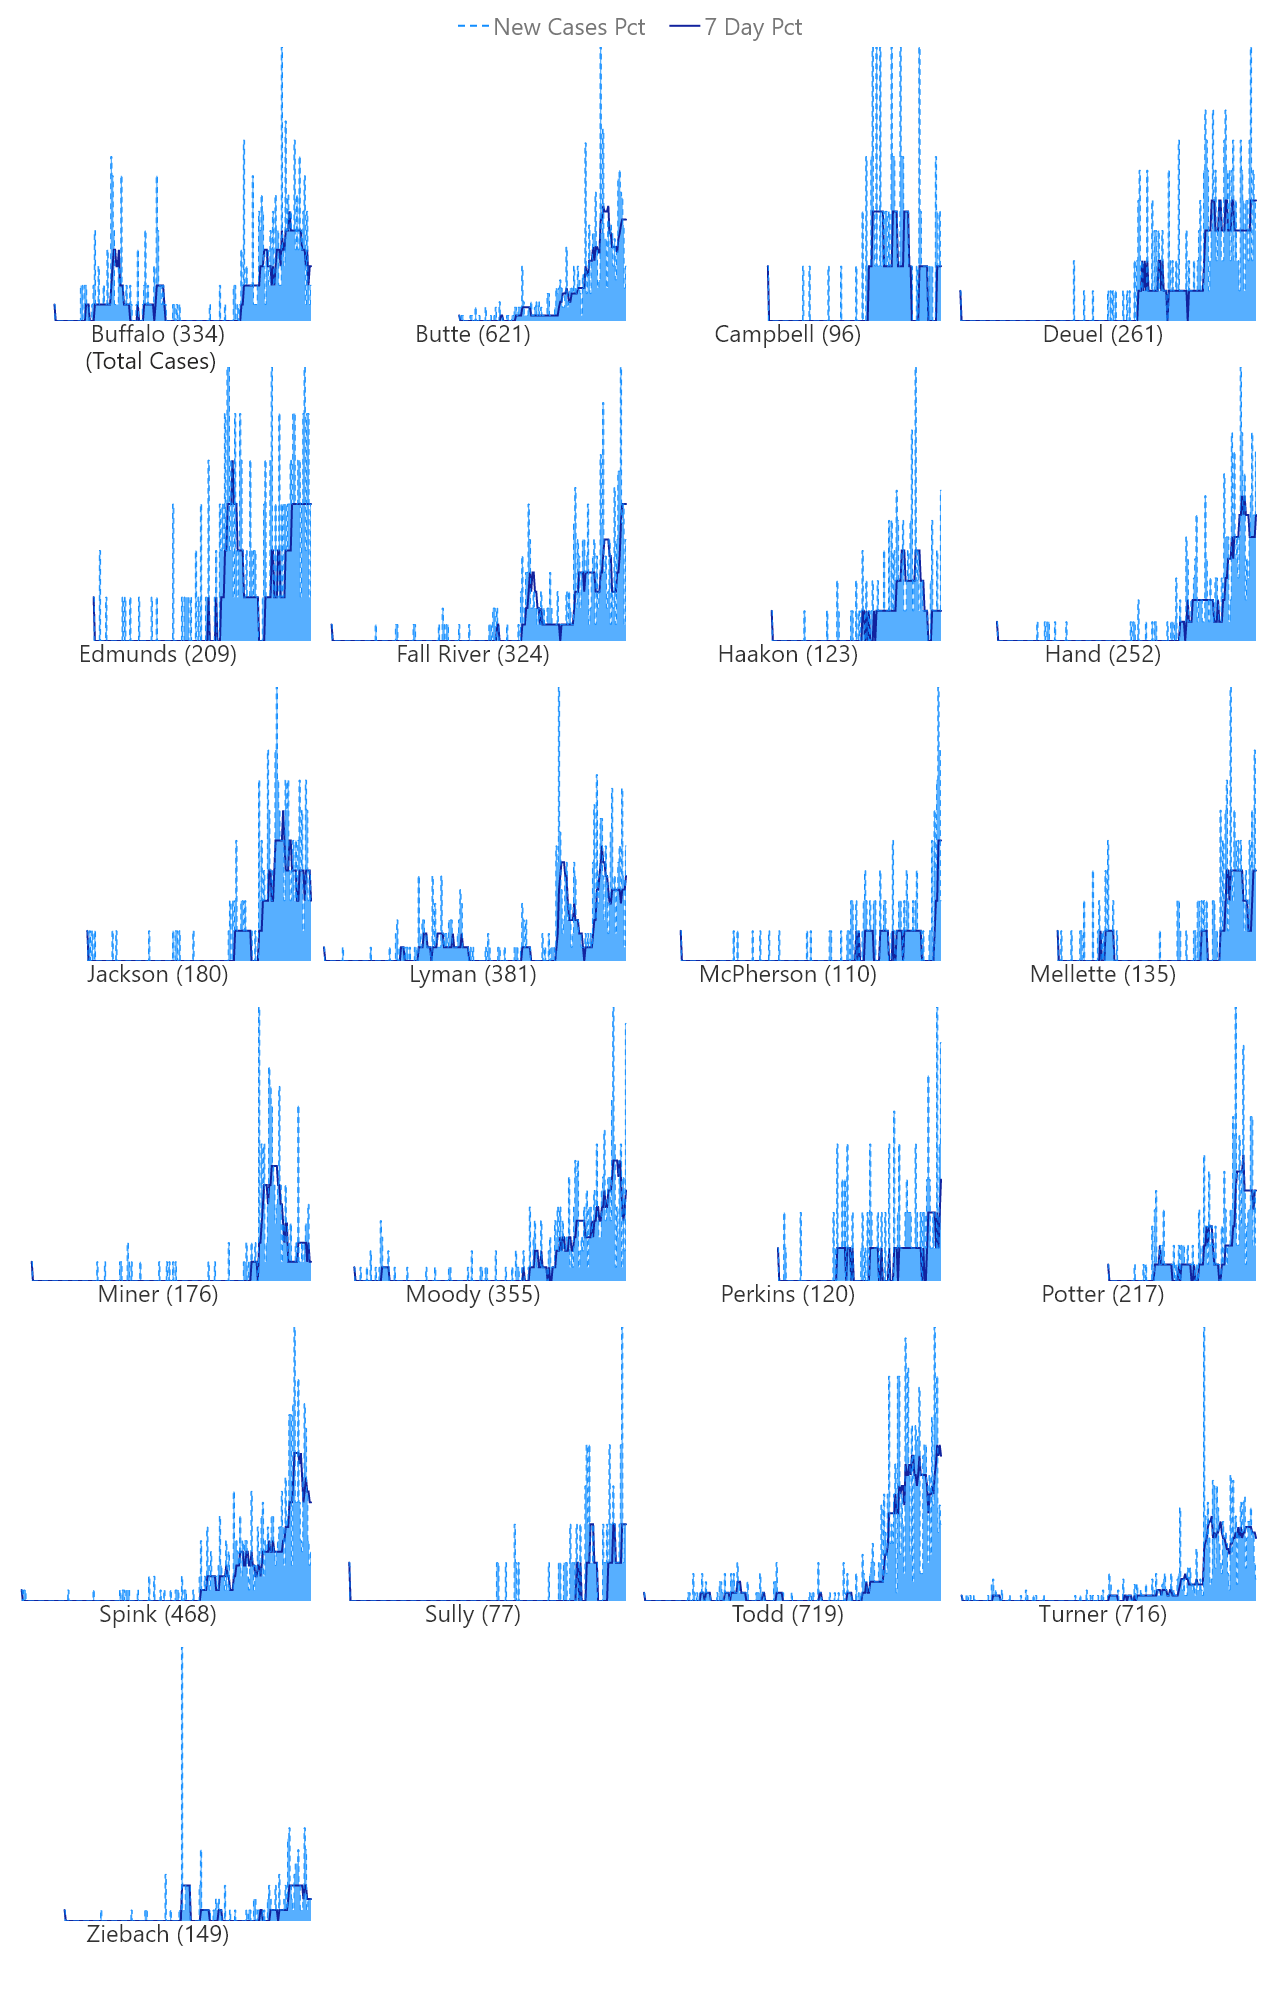 New Cases Pct 7 Day Pct
Buffalo (334) Butte (621) Campbell (96) Deuel (261)
(Total Cases)
Edmunds (209) Fall River (324) Haakon (123) Hand (252)
Jackson (180) Lyman (381) McPherson (110) Mellette (135)
Miner (176) Moody (355) Perkins (120) Potter (217)
Spink (468) Sully (77) Todd (719) Turner (716)
Ziebach (149)